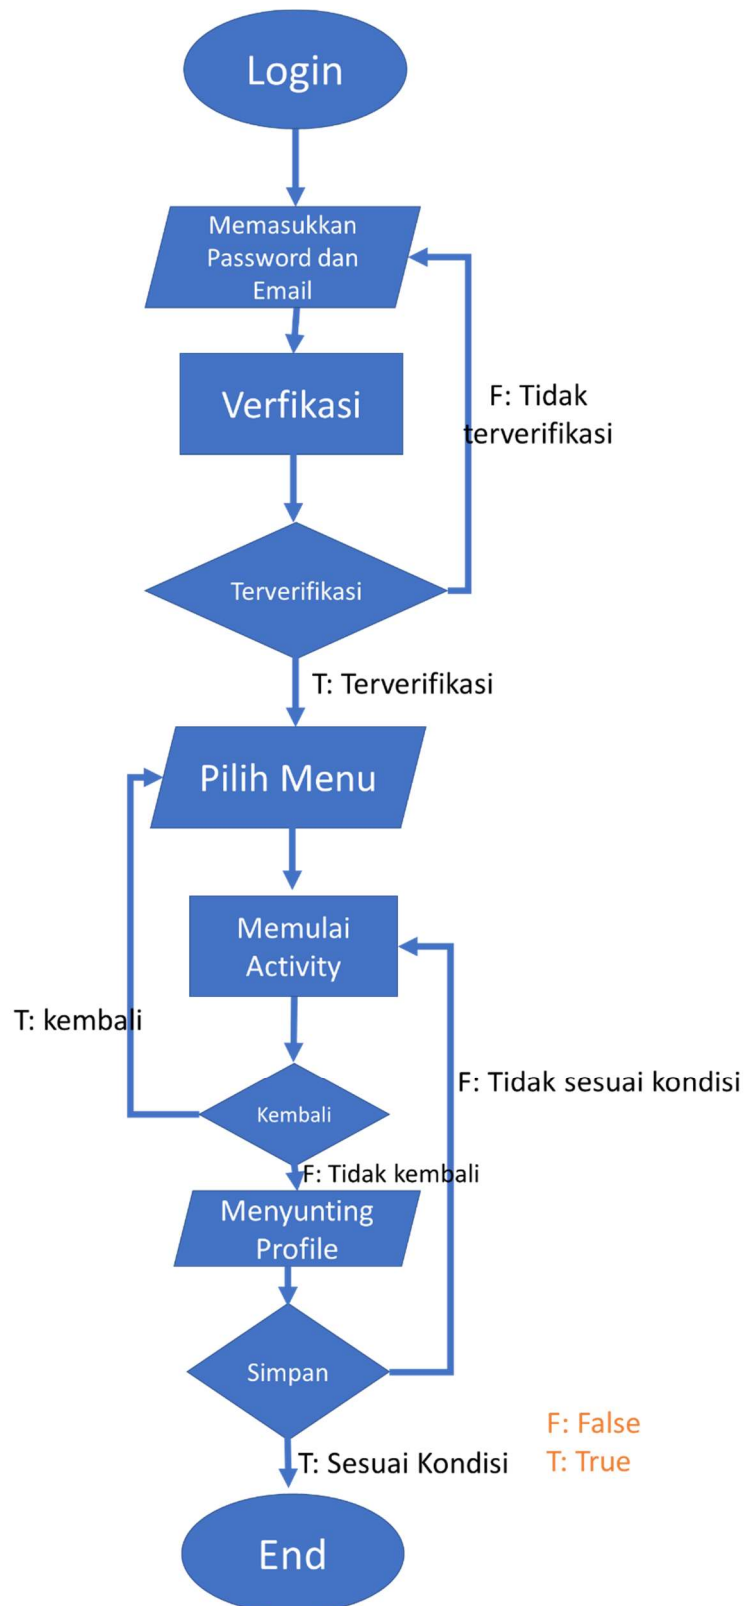 Login
Memasukkan
Password dan
Email
Verfikasi
F: Tidak
terverifikasi
Terverifikasi
T: Terverifikasi
Pilih Menu
Memulai
Activity
T: kembali
F: Tidak sesuai kondisi
Kembali
F: Tidak kembali
Menyunting
Profile
Simpan
F: False
T: True
T: Sesuai Kondisi
End